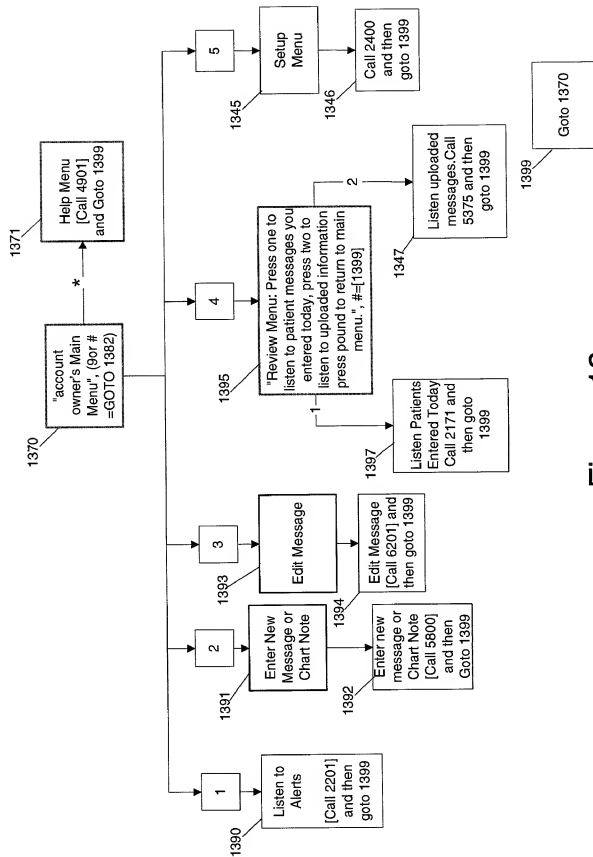 1370
"account
owner's Main
Menu", (9or #
=GOTO 1382)
*
1371
Help Menu
[Call 4901]
and Goto 1399
1
1390
Listen to
Alerts
[Call 2201]
and then
goto 1399
2
1391
Enter New
Message or
Chart Note
1392
Enter new
message or
Chart Note
[Call 5800]
and then
Goto 1399
3
1393
Edit Message
1394
Edit Message
[Call 6201] and
then goto 1399
4
1395
"Review Menu: Press one to
listen to patient messages you
entered today, press two to
listen to uploaded information
press pound to return to main
menu.", #=[1399]
1
1397
Listen Patients
Entered Today
Call 2171 and
then goto
1399
2
1347
Listen uploaded
messages.Call
5375 and then
goto 1399
5
1345
Setup
Menu
1346
Call 2400
and then
goto 1399
1399
Goto 1370